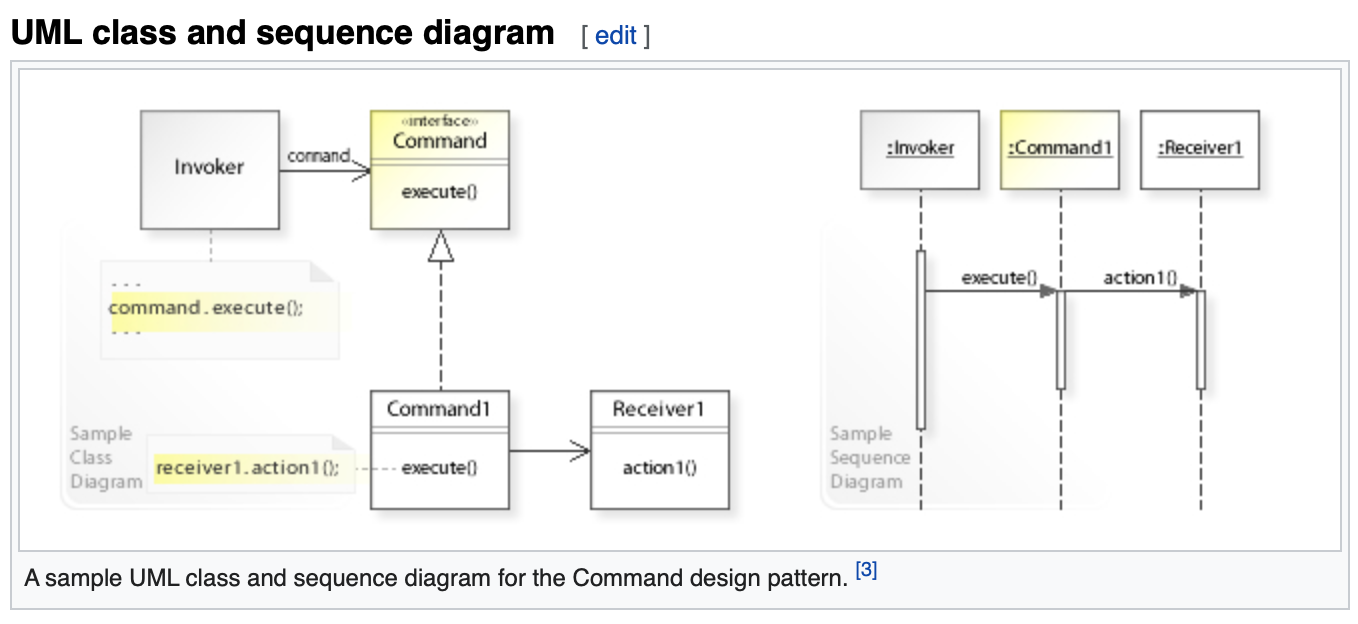 UML class and sequence diagram [ edit ]
Invoker
command
«interface»
Command
execute()
- - -
command.execute();
- - -
Command1
execute()
receiver1.action1();
Receiver1
action1()
Sample
Class
Diagram
:Invoker
:Command1
:Receiver1
execute()
action1()
Sample
Sequence
Diagram
A sample UML class and sequence diagram for the Command design pattern. [3]